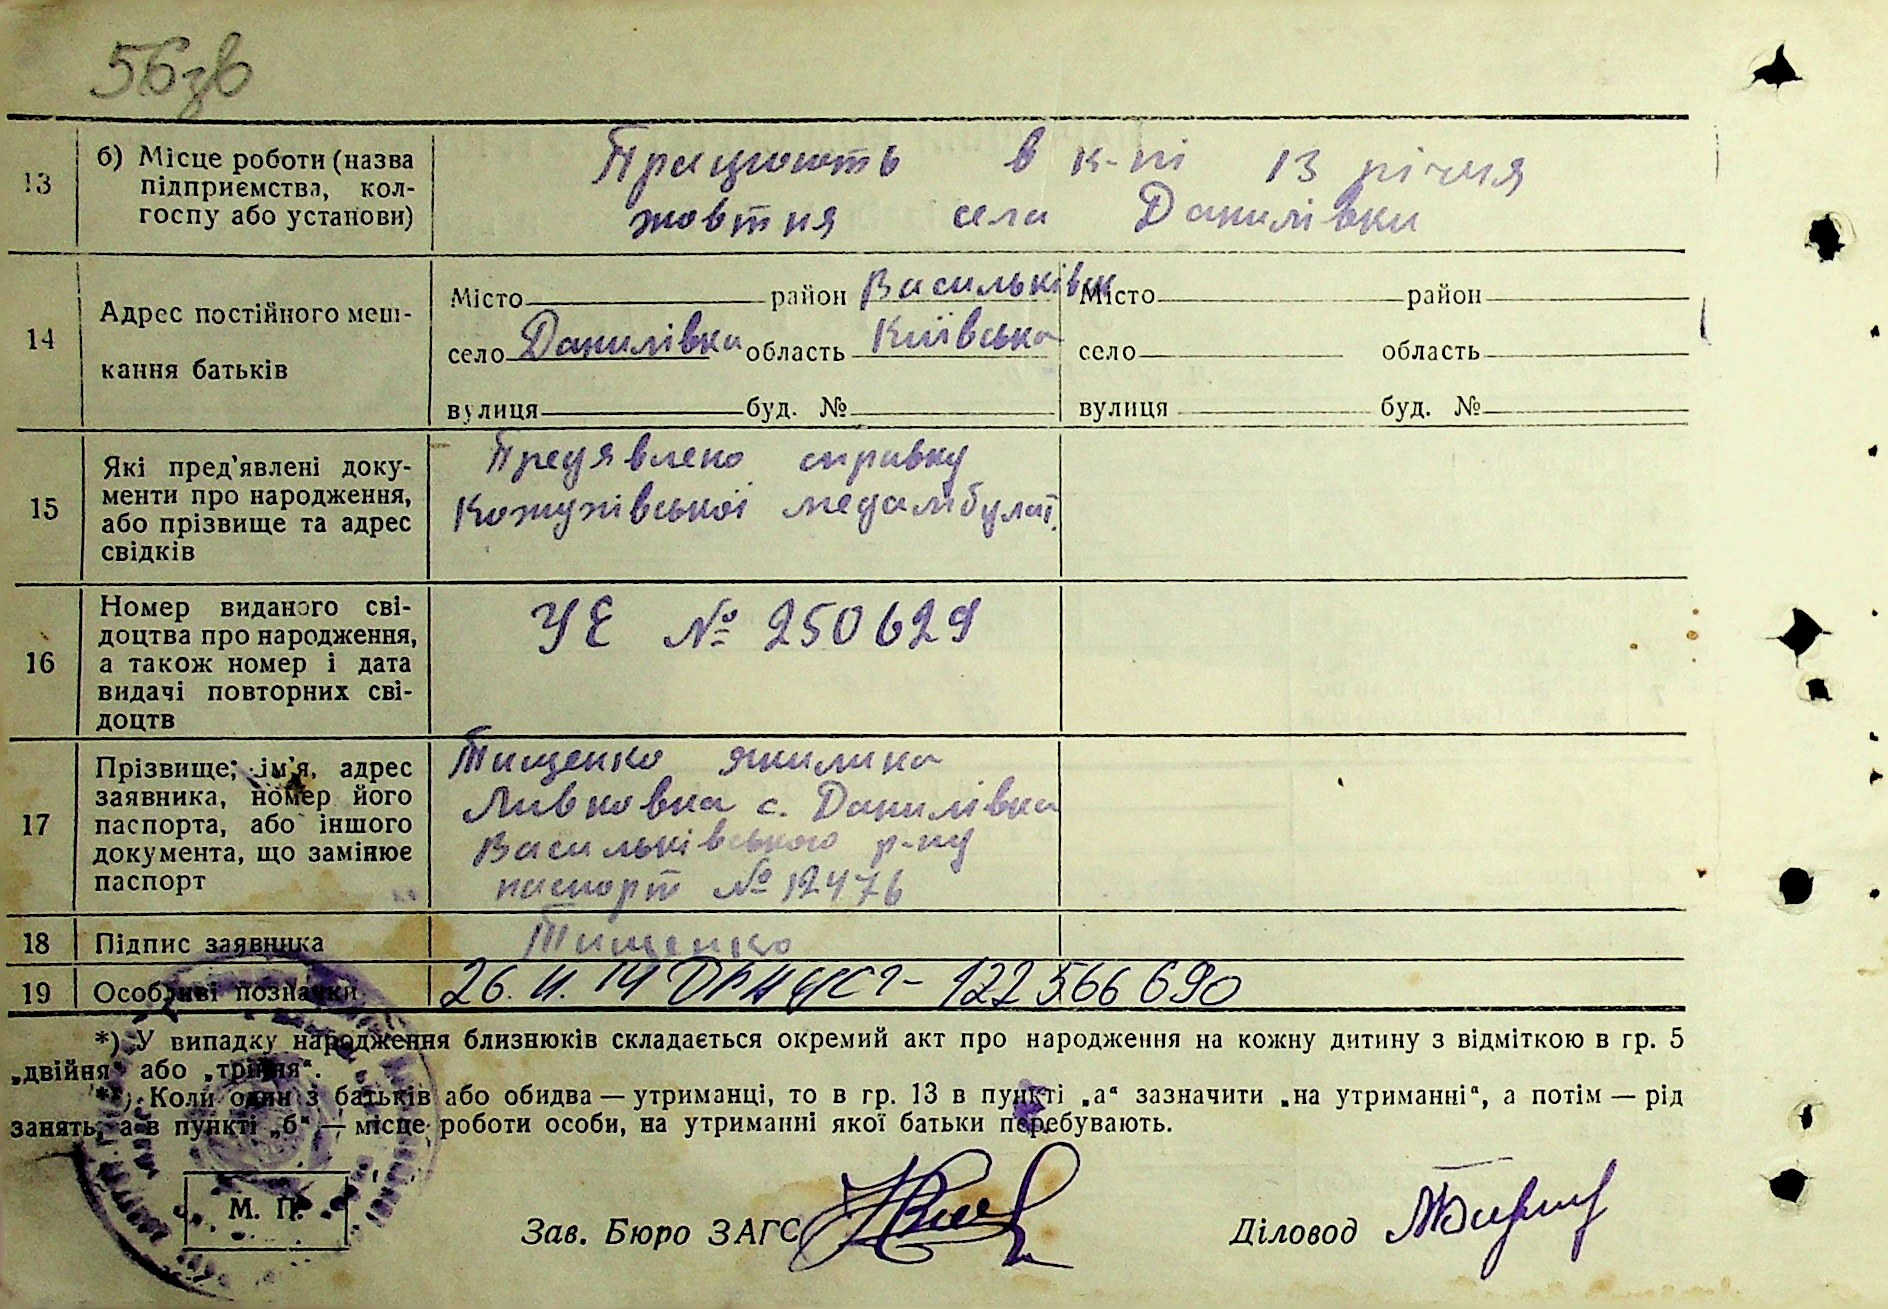 56зв
13 б) Місце роботи (назва
підприємства, кол-
госпу або установи)
Працюють в к-пі 13 річчя
жовтня села Данилівки
14 Адрес постійного меш-
кання батьків
Місто район Васильків Місто район
село Данилівка область Київська село область
вулиця буд. № вулиця буд. №
15 Які пред'явлені доку-
менти про народження,
або прізвище та адрес
свідків
Предявлено справку
Кожухівської медамбулат.
16 Номер виданого сві-
доцтва про народження,
а також номер і дата
видачі повторних сві-
доцтв
УЕ № 250629
17 Прізвище, ім'я, адрес
заявника, номер його
паспорта, або іншого
документа, що замінює
паспорт
Тищенко
с. Данилівка
Васильківського р-ну
паспорт № 12476
18 Підпис заявника Тищенко
19 Особливі позначки 26. 14 122566690
*) У випадку народження близнюків складається окремий акт про народження на кожну дитину з відміткою в гр. 5
„двійня“ або „трійня“.
**) Коли один з батьків або обидва — утриманці, то в гр. 13 в пункті „а“ зазначити „на утриманні“, а потім — рід
занять, а в пункті „б“ — місце роботи особи, на утриманні якої батьки перебувають.
М. П.
Зав. Бюро ЗАГС Діловод